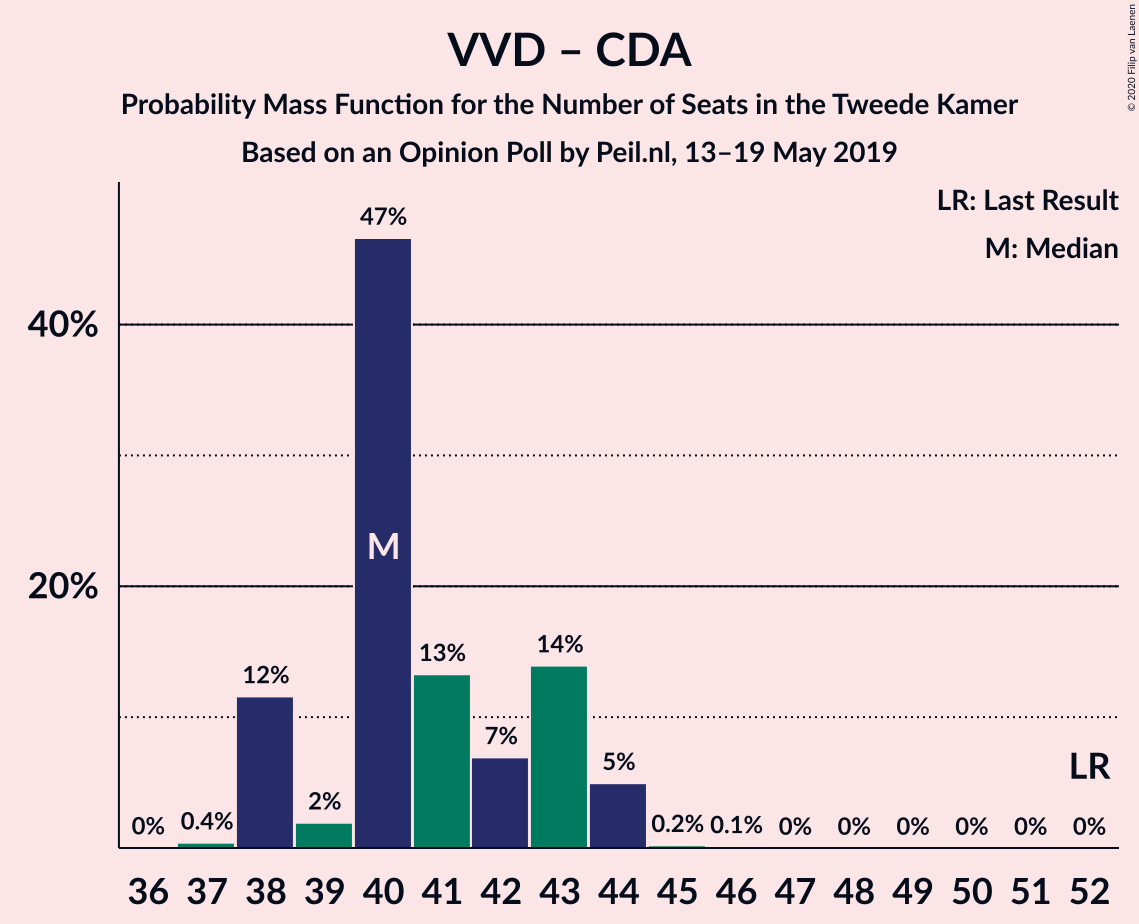 VVD – CDA
Probability Mass Function for the Number of Seats in the Tweede Kamer
Based on an Opinion Poll by Peil.nl, 13–19 May 2019
© 2020 Filip van Laenen
LR: Last Result
M: Median
40%
20%
0%
0.4%
12%
2%
47%
M
13%
7%
14%
5%
0.2%
0.1%
0%
0%
0%
0%
0%
0%
LR
36 37 38 39 40 41 42 43 44 45 46 47 48 49 50 51 52